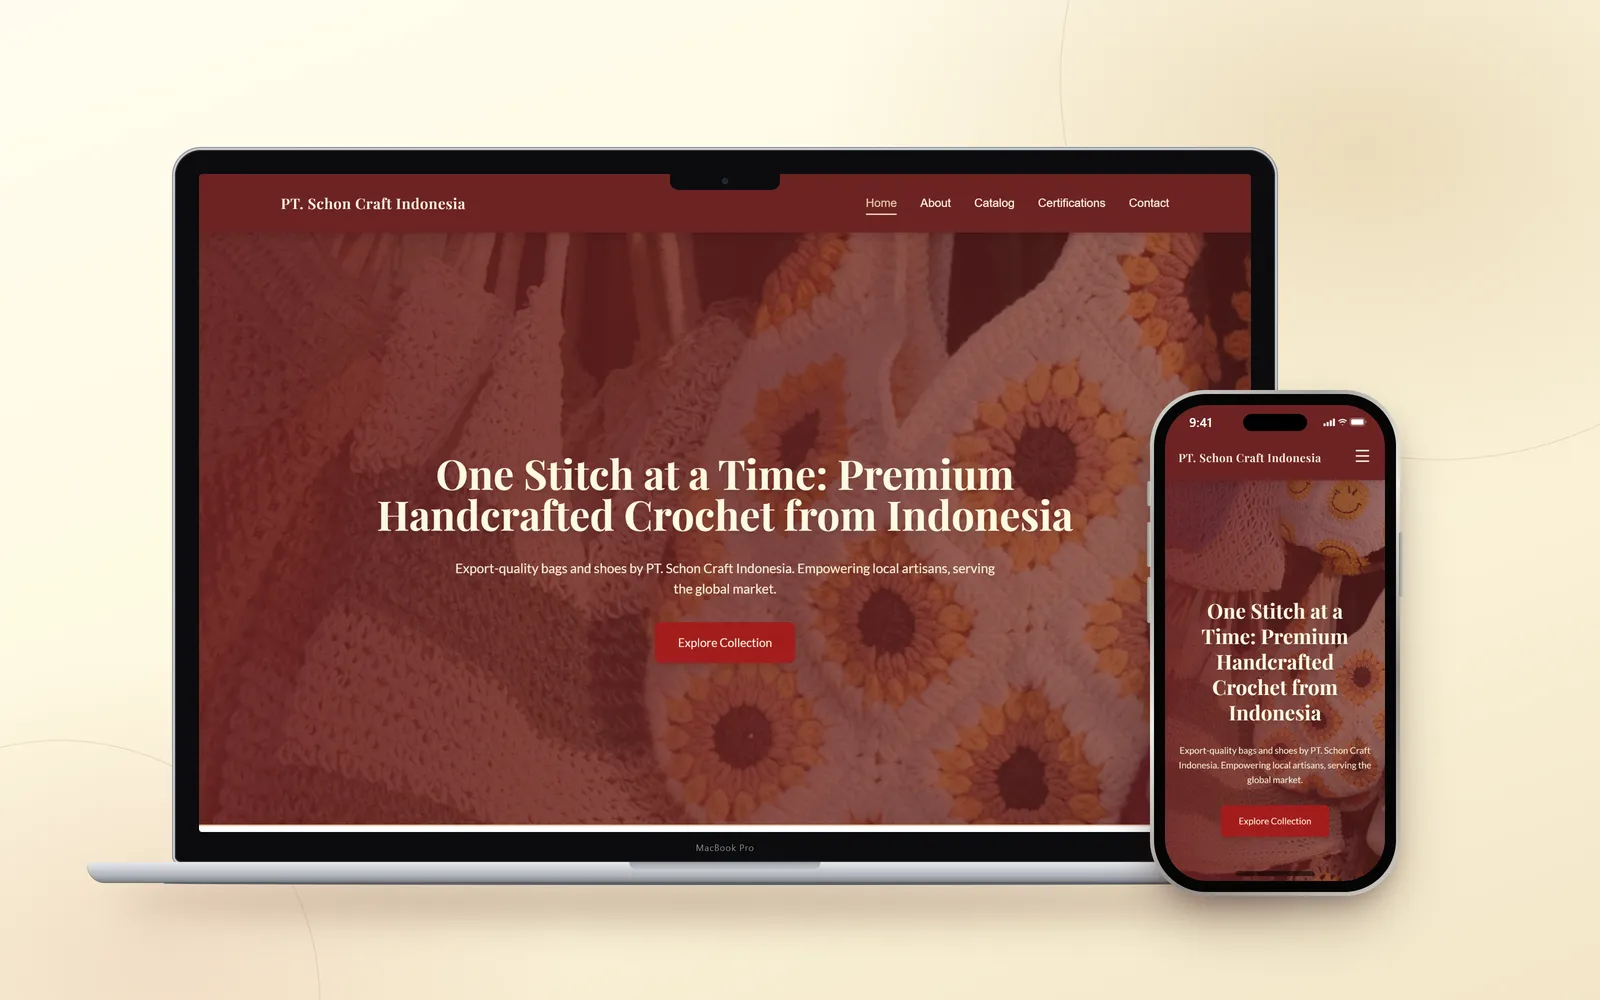 PT. Schon Craft Indonesia
Home About Catalog Certifications Contact
One Stitch at a Time: Premium
Handcrafted Crochet from Indonesia
Export-quality bags and shoes by PT. Schon Craft Indonesia. Empowering local artisans, serving
the global market.
Explore Collection
MacBook Pro
9:41
PT. Schon Craft Indonesia
One Stitch at a
Time: Premium
Handcrafted
Crochet from
Indonesia
Export-quality bags and shoes by PT. Schon Craft
Indonesia. Empowering local artisans, serving the
global market.
Explore Collection